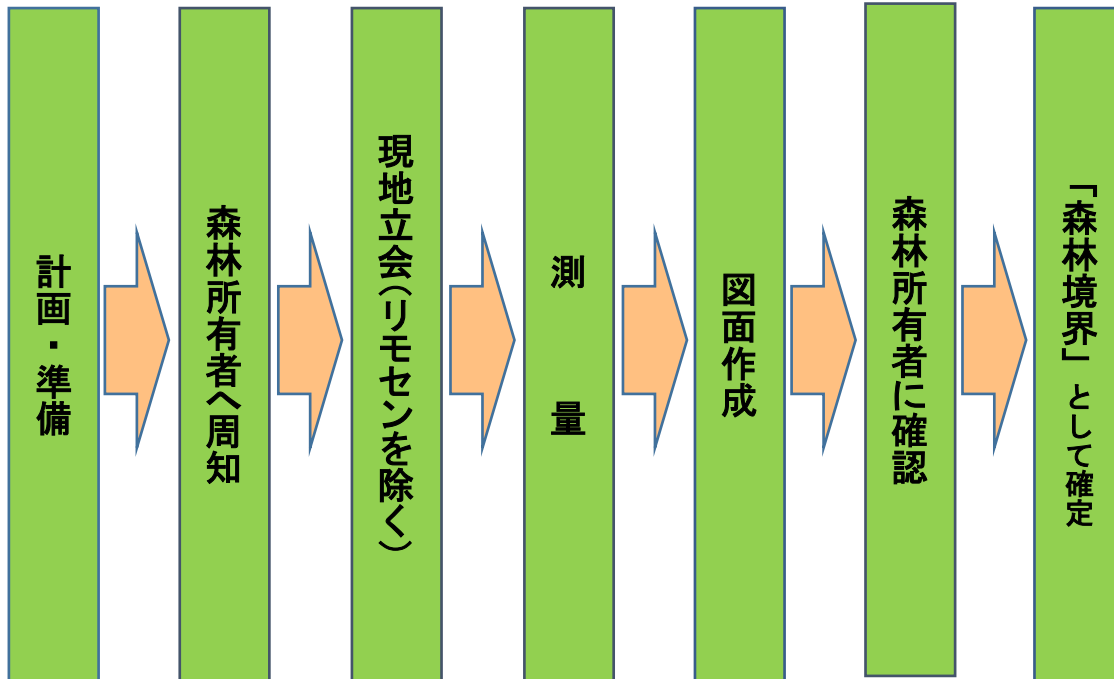 計画・準備
森林所有者へ周知
現地立会(リモセンを除く)
測量
図面作成
森林所有者に確認
「森林境界」として確定